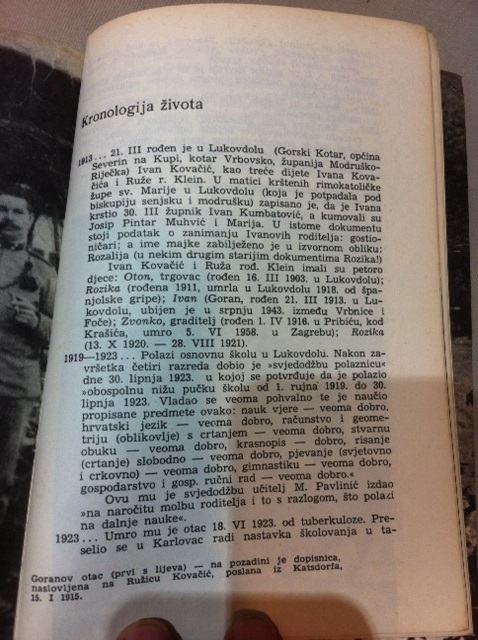 Kronologija života
1913... 21. III rođen je u Lukovdolu (Gorski Kotar, općina
Severin na Kupi, kotar Vrbovsko, županija Modruško-
Riječka) Ivan Kovačić, kao treće dijete Ivana Kova-
čića i Ruže r. Klein. U matici krštenih rimokatoličke
župe sv. Marije u Lukovdolu (koja je potpadala pod
biskupiju senjsku i modrušku) zapisano je, da je Ivana
krstio 30. III župnik Ivan Kumbatović, a kumovali su
Josip Pintar Muhvić i Marija. U istome dokumentu
stoji podatak o zanimanju Ivanovih roditelja: gostio-
ničari; a ime majke zabilježeno je u izvornom obliku:
Rozalija (u nekim drugim starijim dokumentima Rozika!)
Ivan Kovačić i Ruža rođ. Klein imali su petoro
djece: Oton, trgovac (rođen 16. III 1903. u Lukovdolu);
Rozika (rođena 1911, umrla u Lukovdolu 1918. od špa-
njolske gripe); Ivan (Goran, rođen 21. III 1913. u Lu-
kovdolu, ubijen je u srpnju 1943. između Vrbnice i
Foče); Zvonko, graditelj (rođen 1. IV 1916. u Pribiću, kod
Krašića, umro 5. VI 1958. u Zagrebu); Rozika
(13. X 1920. — 28. VIII 1921).
1919—1923... Polazi osnovnu školu u Lukovdolu. Nakon za-
vršetka četiri razreda dobio je »svjedodžbu polaznicu«
dne 30. lipnja 1923. u kojoj se potvrđuje da je polazio
»obospolnu nižu pučku školu od 1. rujna 1919. do 30.
lipnja 1923. Vladao se veoma pohvalno te je naučio
propisane predmete ovako: nauk vjere — veoma dobro,
hrvatski jezik — veoma dobro, računstvo i geome-
triju (oblikovlje) s crtanjem — veoma dobro, stvarnu
obuku — veoma dobro, krasnopis — dobro, risanje
(crtanje) slobodno — veoma dobro, pjevanje (svjetovno
i crkovno) — veoma dobro, gimnastiku — veoma dobro,
gospodarstvo i gosp. ručni rad — veoma dobro.«
Ovu mu je svjedodžbu učitelj M. Pavlinić izdao
»na naročitu molbu roditelja i to s razlogom, što polazi
na dalnje nauke«.
1923... Umro mu je otac 18. VI 1923. od tuberkuloze. Pre-
selio se u Karlovac radi nastavka školovanja u ta-
Goranov otac (prvi s lijeva) — na pozadini je dopisnica,
naslovljena na Ružicu Kovačić, poslana iz Katsdorfa,
15. I 1915.